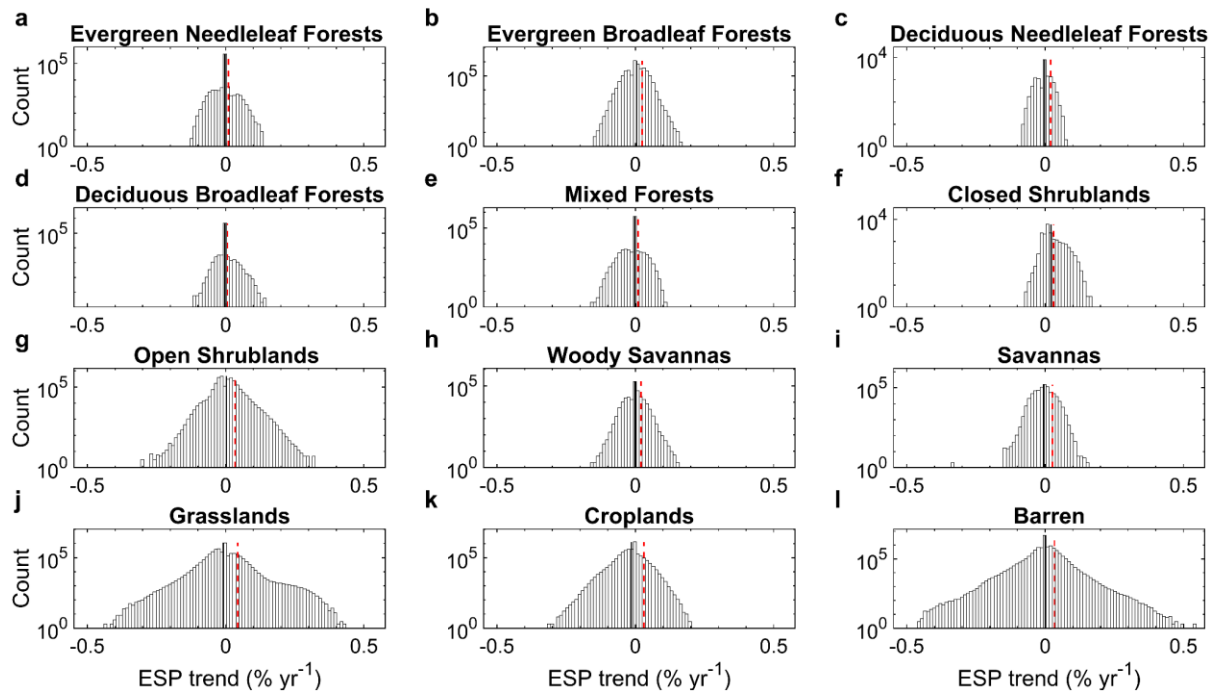 a
Evergreen Needleleaf Forests
10^5
10^0
Count
-0.5 0 0.5
b
Evergreen Broadleaf Forests
10^5
10^0
-0.5 0 0.5
c
Deciduous Needleleaf Forests
10^4
10^2
10^0
-0.5 0 0.5
d
Deciduous Broadleaf Forests
10^5
10^0
Count
-0.5 0 0.5
e
Mixed Forests
10^5
10^0
-0.5 0 0.5
f
Closed Shrublands
10^4
10^2
10^0
-0.5 0 0.5
g
Open Shrublands
10^5
10^0
Count
-0.5 0 0.5
h
Woody Savannas
10^5
10^0
-0.5 0 0.5
i
Savannas
10^5
10^0
-0.5 0 0.5
j
Grasslands
10^5
10^0
Count
-0.5 0 0.5
ESP trend (% yr^-1)
k
Croplands
10^5
10^0
-0.5 0 0.5
ESP trend (% yr^-1)
l
Barren
10^5
10^0
-0.5 0 0.5
ESP trend (% yr^-1)